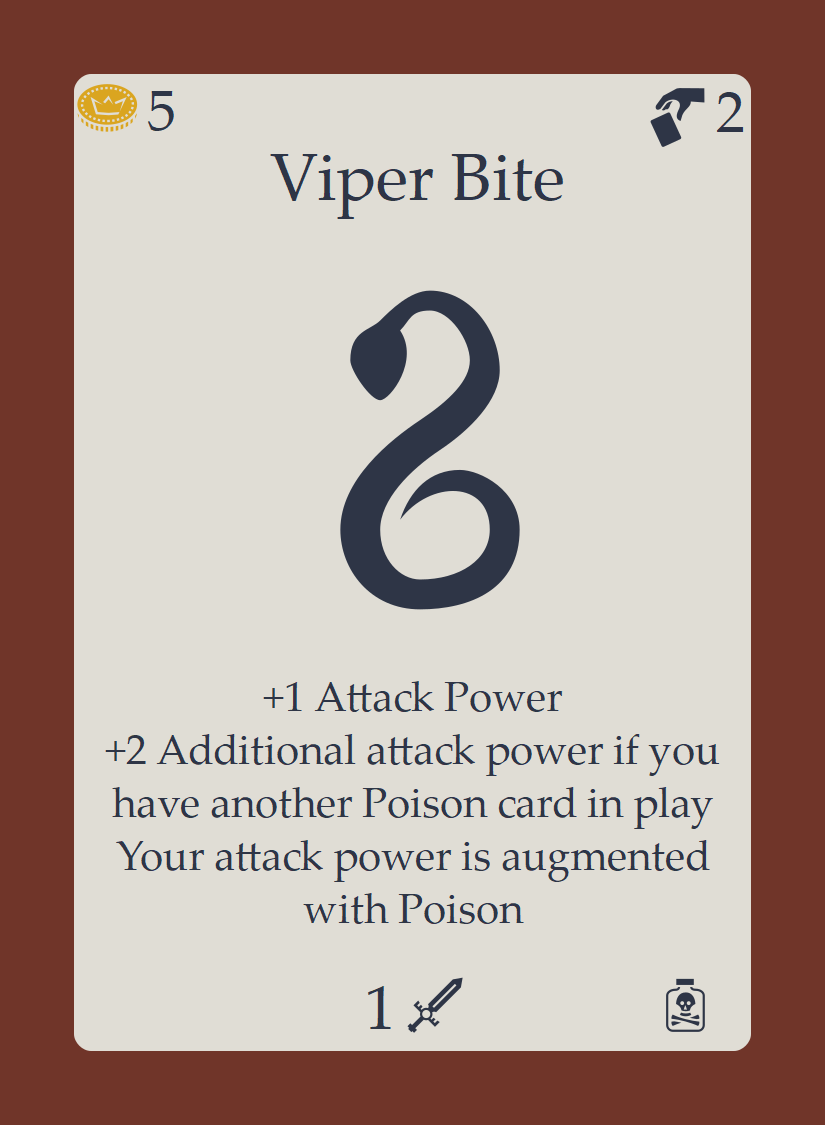 5
2
Viper Bite
+1 Attack Power
+2 Additional attack power if you
have another Poison card in play
Your attack power is augmented
with Poison
1